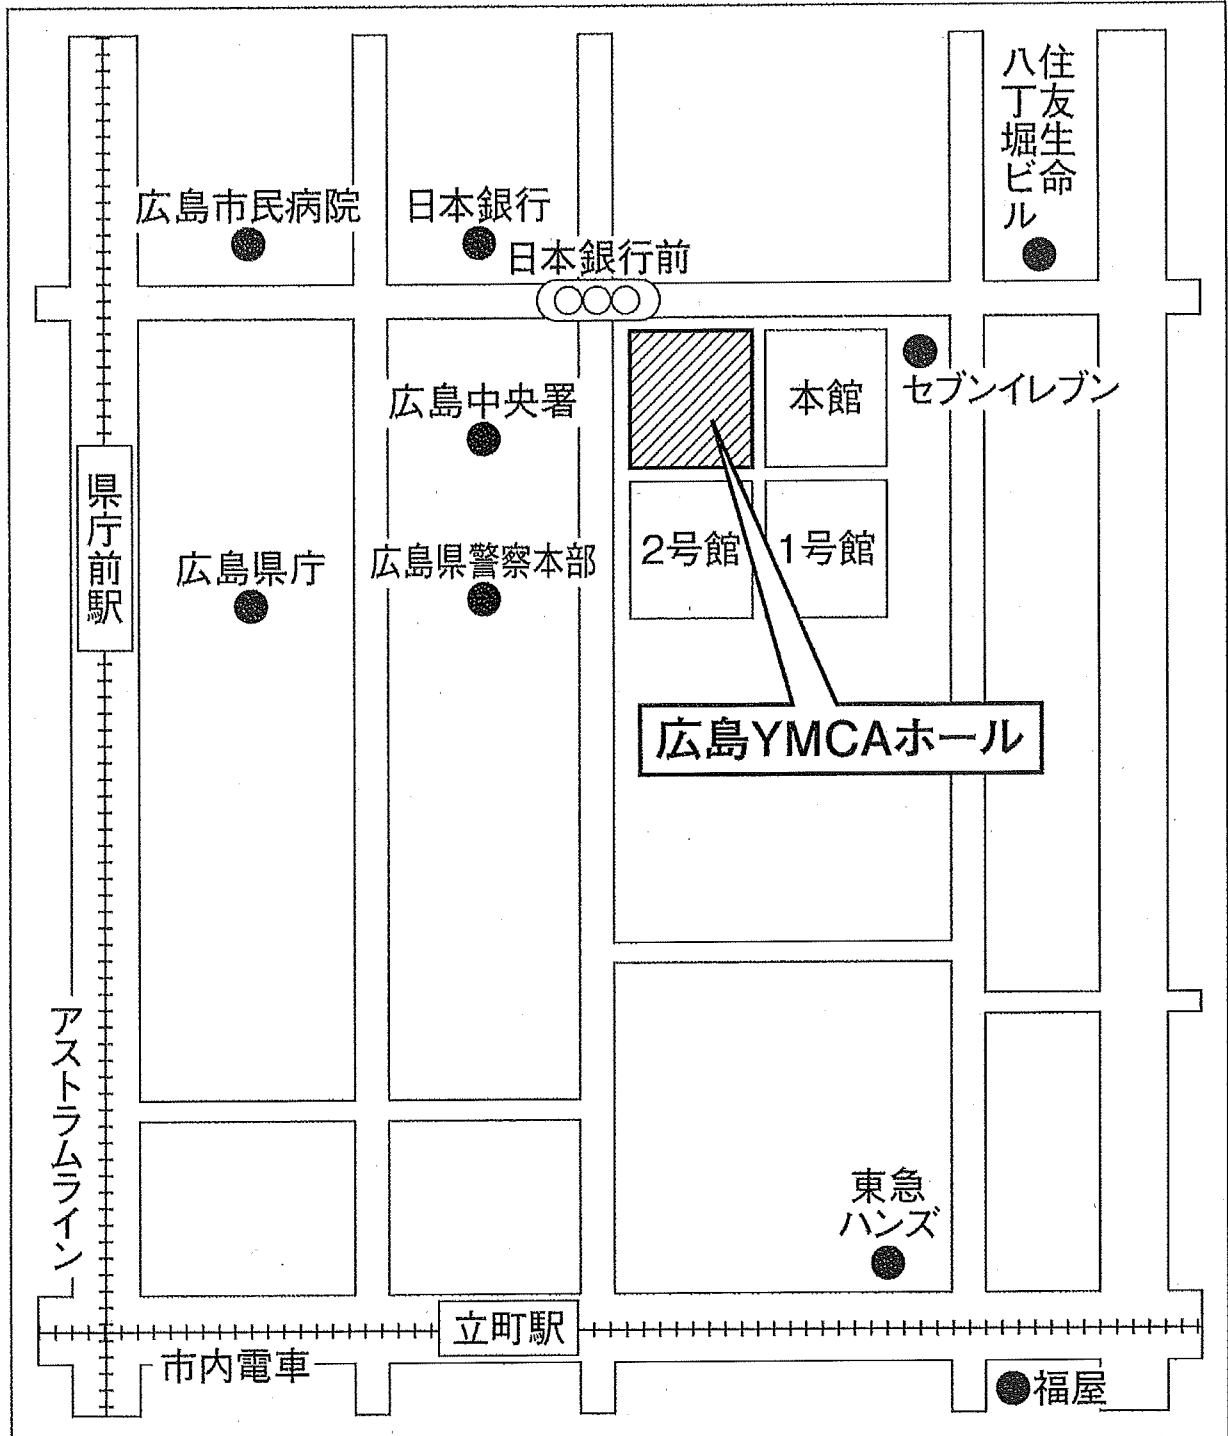 住友生命
八丁堀ビル
広島市民病院
日本銀行
日本銀行前
広島中央署
本館
セブンイレブン
県庁前駅
広島県庁
広島県警察本部
2号館
1号館
広島YMCAホール
アストラムライン
東急
ハンズ
立町駅
市内電車
福屋